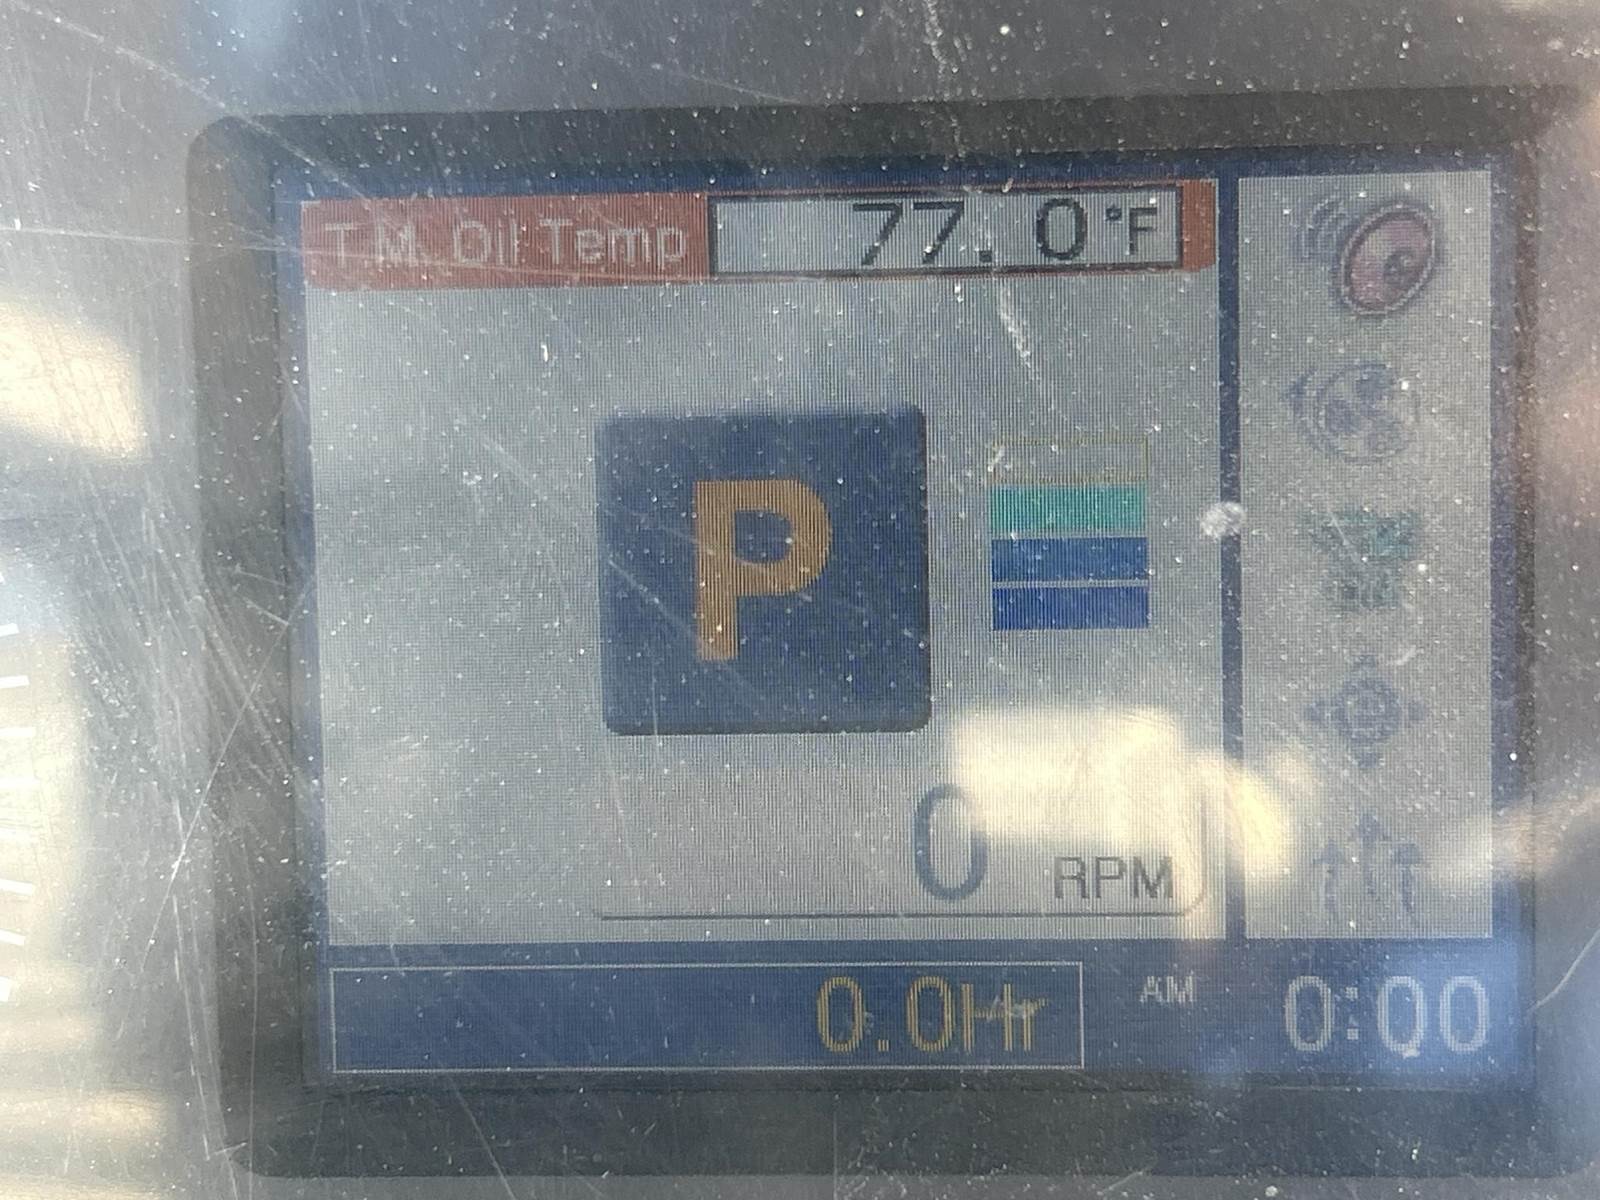 T.M. Oil Temp 77.0°F
P
0 RPM
0.0Hr AM 0:00